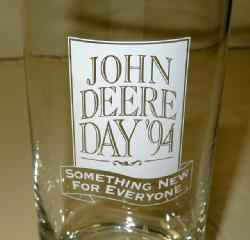 JOHN
DEERE
DAY '94
SOMETHING NEW
FOR EVERYONE